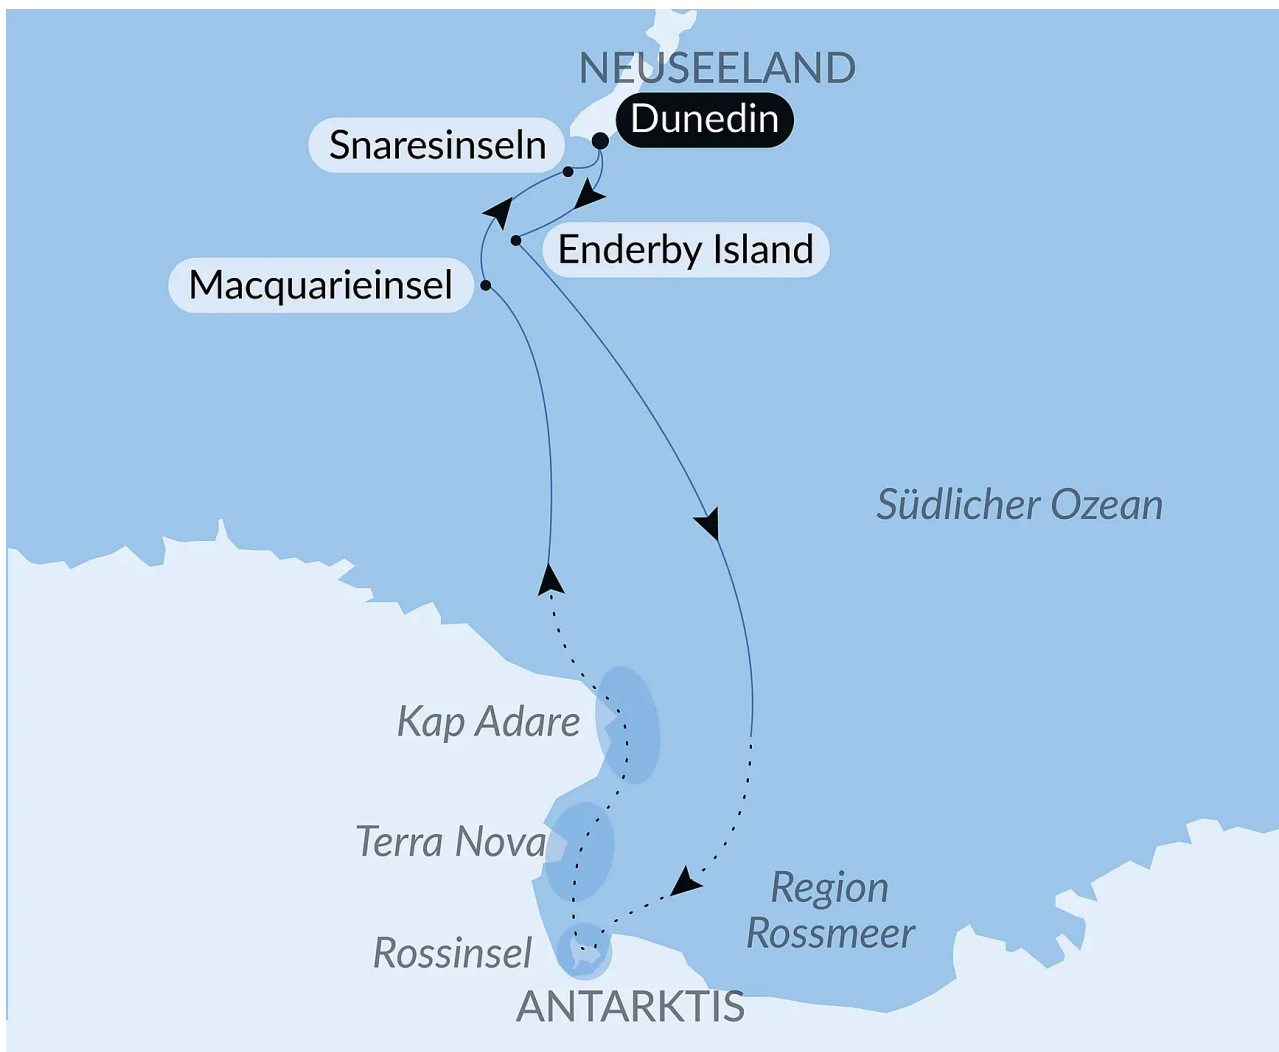 NEUSEELAND
Dunedin
Snaresinseln
Enderby Island
Macquarieinsel
Südlicher Ozean
Kap Adare
Terra Nova
Region
Rossmeer
Rossinsel
ANTARKTIS